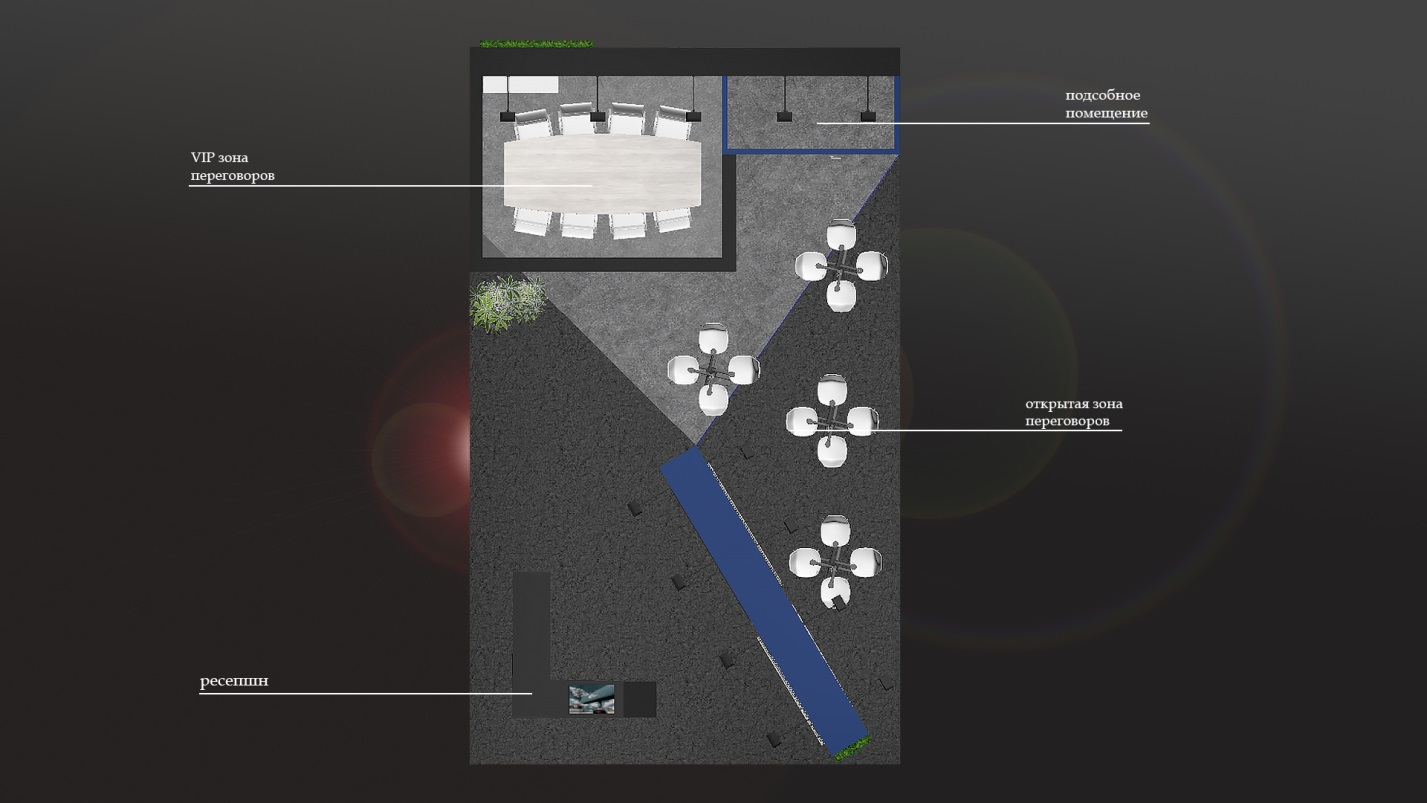 подсобное
помещение
VIP зона
переговоров
открытая зона
переговоров
ресепшн